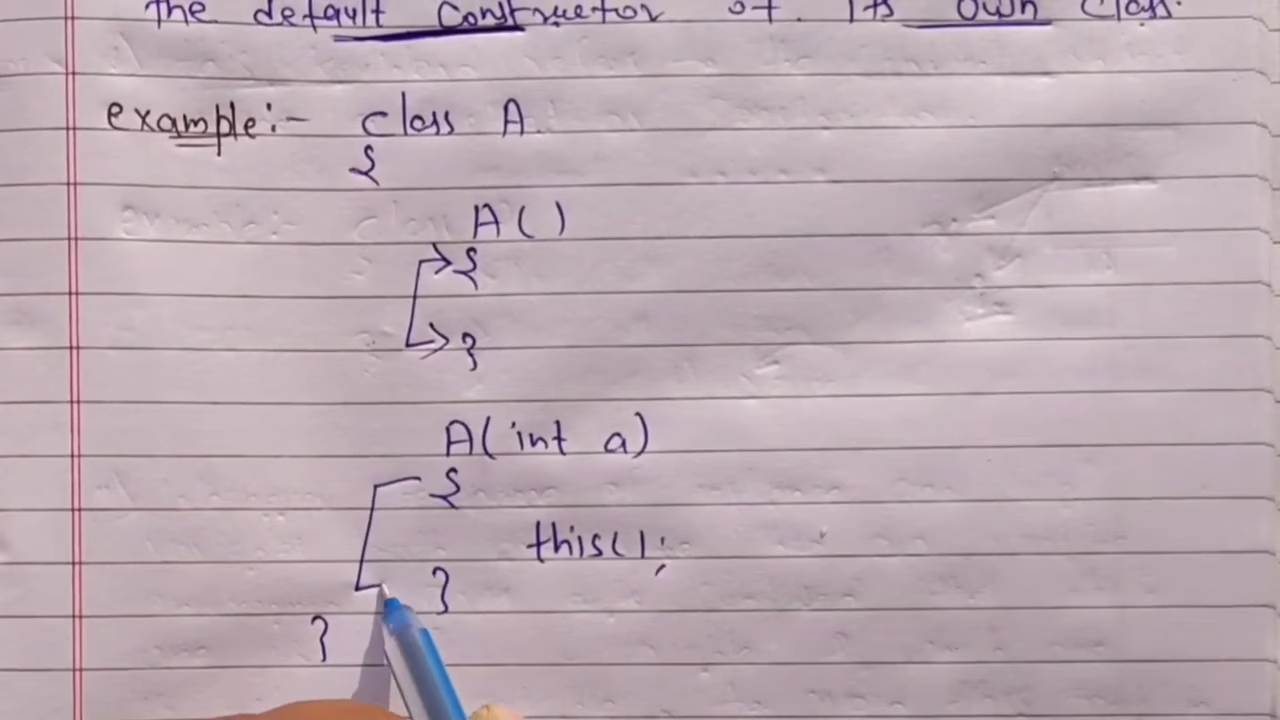 The default Constructor of its own class.
example:- class A
{
A()
{
}
A(int a)
{
this();
}
}